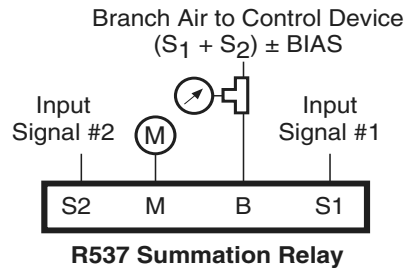 Branch Air to Control Device
(S1 + S2) ± BIAS
Input
Signal #2
M
Input
Signal #1
S2 M B S1
R537 Summation Relay